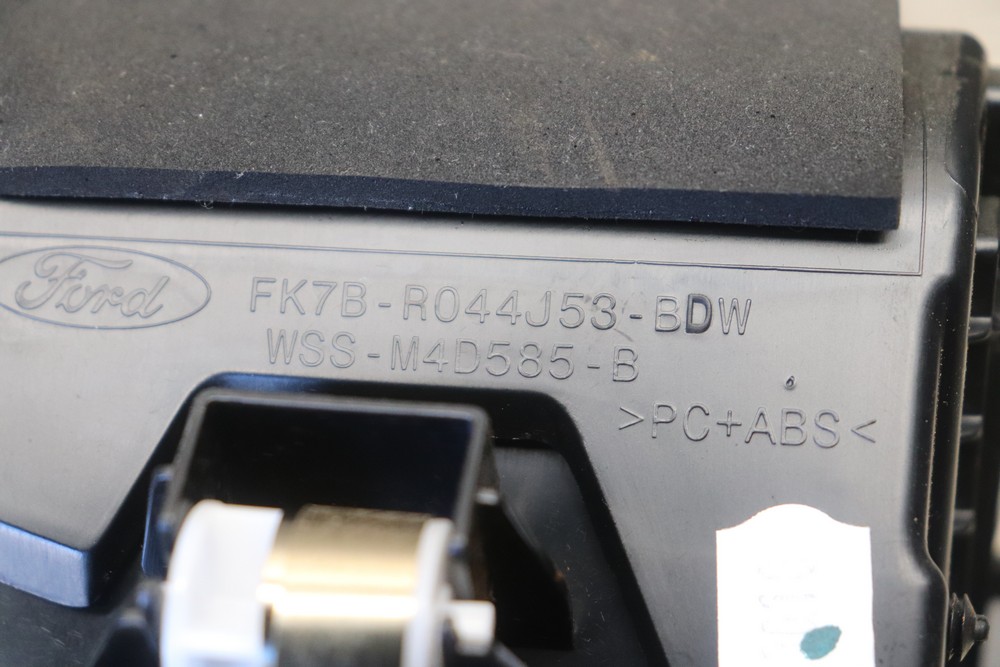 Ford
FK7B-R044J53-BDW
WSS-M4D585-B
>PC+ABS<